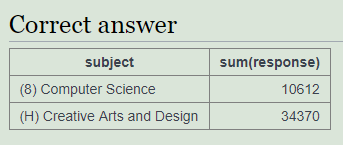 Correct answer
subject sum(response)
(8) Computer Science 10612
(H) Creative Arts and Design 34370